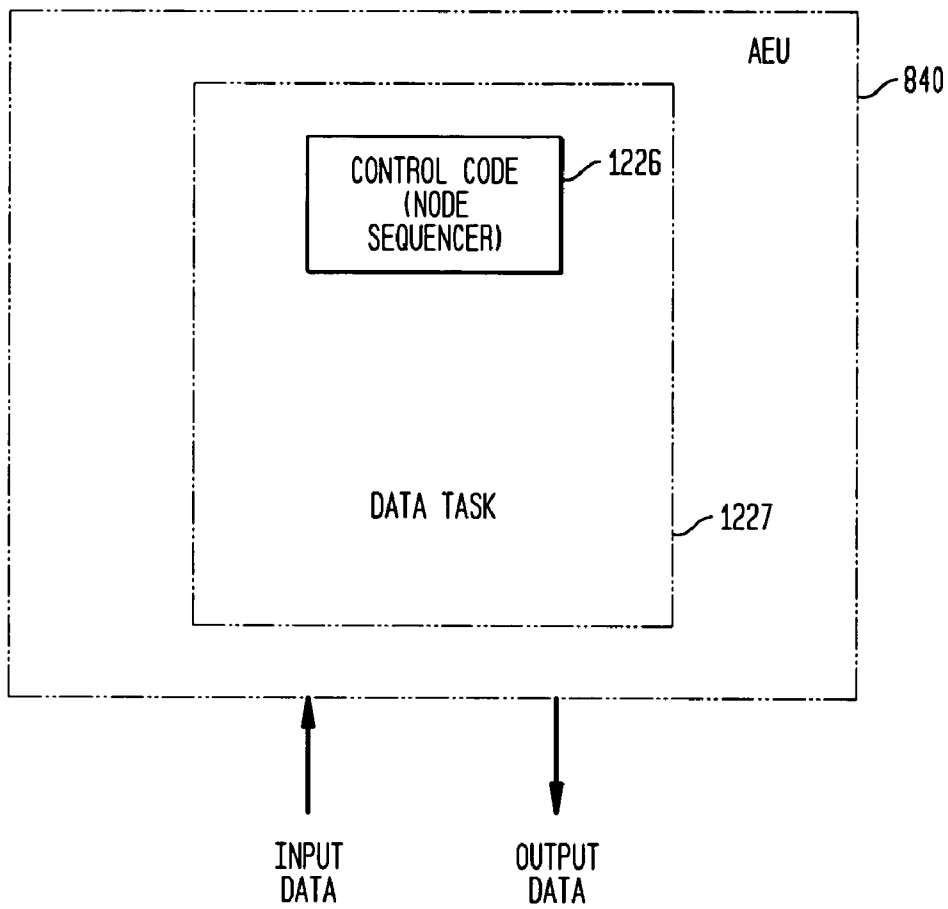 AEU
840
CONTROL CODE
(NODE
SEQUENCER)
1226
DATA TASK
1227
INPUT
DATA
OUTPUT
DATA